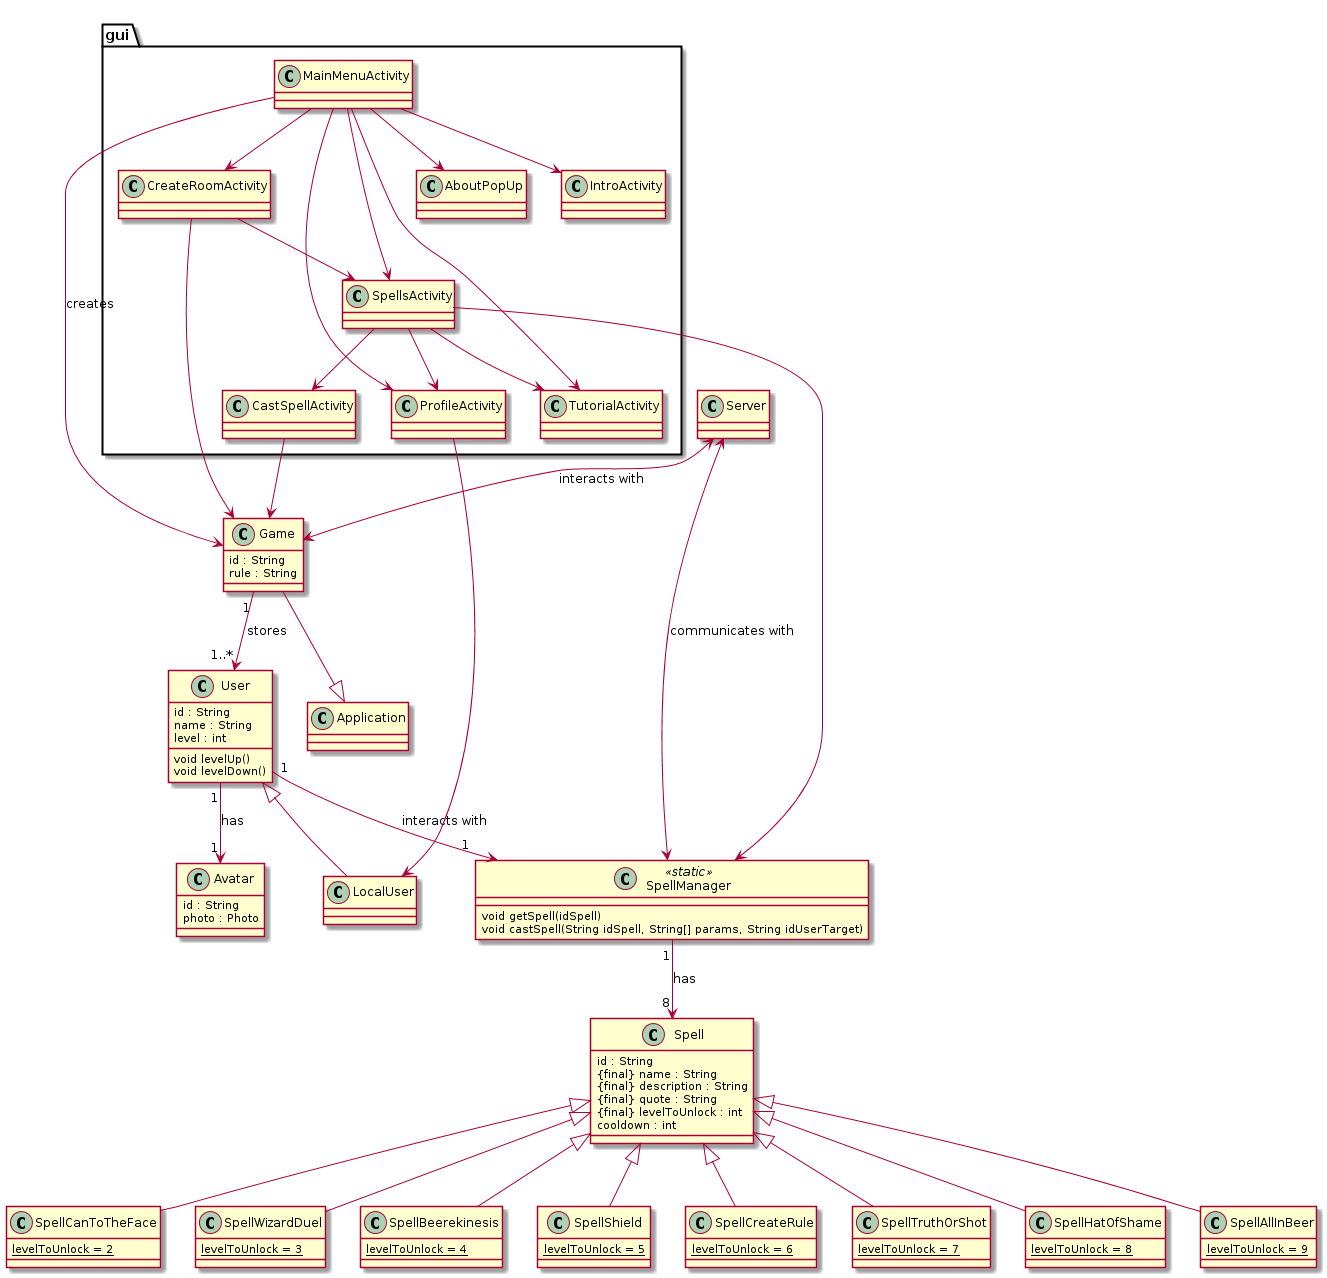 gui
C MainMenuActivity
C CreateRoomActivity
C AboutPopUp
C IntroActivity
creates
C SpellsActivity
C CastSpellActivity
C ProfileActivity
C TutorialActivity
C Server
interacts with
C Game
id : String
rule : String
1
stores
1..*
communicates with
C User
id : String
name : String
level : int
void levelUp()
void levelDown()
C Application
1
1
has
1
interacts with
1
C Avatar
id : String
photo : Photo
C LocalUser
C «static»
SpellManager
void getSpell(idSpell)
void castSpell(String idSpell, String[] params, String idUserTarget)
1
has
8
C Spell
id : String
{final} name : String
{final} description : String
{final} quote : String
{final} levelToUnlock : int
cooldown : int
C SpellCanToTheFace
levelToUnlock = 2
C SpellWizardDuel
levelToUnlock = 3
C SpellBeerekinesis
levelToUnlock = 4
C SpellShield
levelToUnlock = 5
C SpellCreateRule
levelToUnlock = 6
C SpellTruthOrShot
levelToUnlock = 7
C SpellHatOfShame
levelToUnlock = 8
C SpellAllInBeer
levelToUnlock = 9